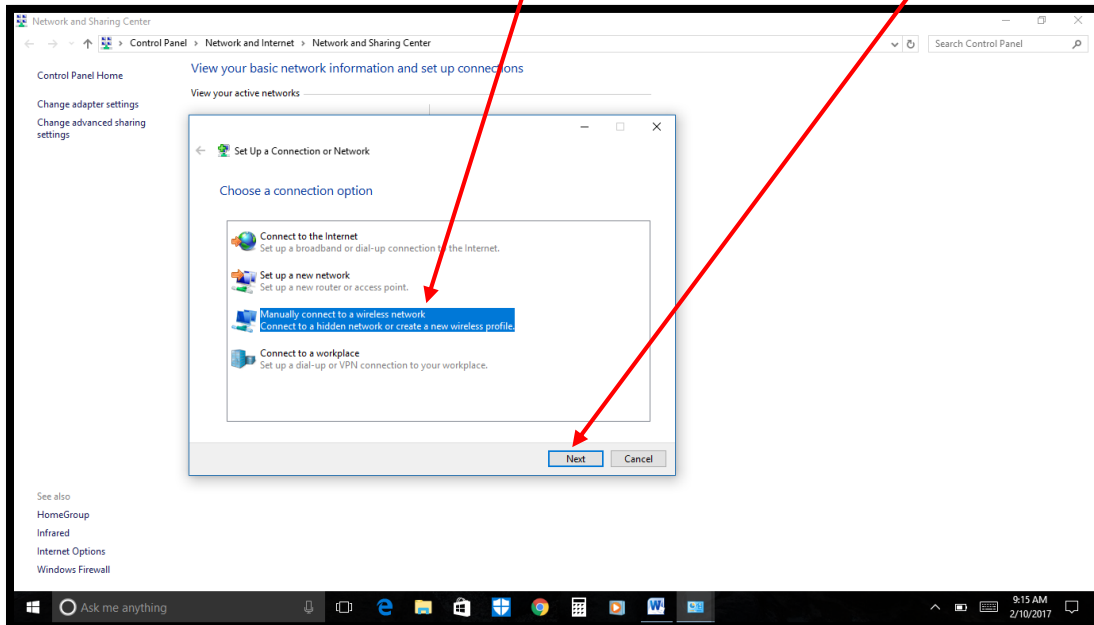 Network and Sharing Center
Control Panel > Network and Internet > Network and Sharing Center
Search Control Panel
Control Panel Home
Change adapter settings
Change advanced sharing
settings
View your basic network information and set up connections
View your active networks
Set Up a Connection or Network
Choose a connection option
Connect to the Internet
Set up a broadband or dial-up connection to the Internet.
Set up a new network
Set up a new router or access point.
Manually connect to a wireless network
Connect to a hidden network or create a new wireless profile.
Connect to a workplace
Set up a dial-up or VPN connection to your workplace.
Next
Cancel
See also
HomeGroup
Infrared
Internet Options
Windows Firewall
Ask me anything
9:15 AM
2/10/2017